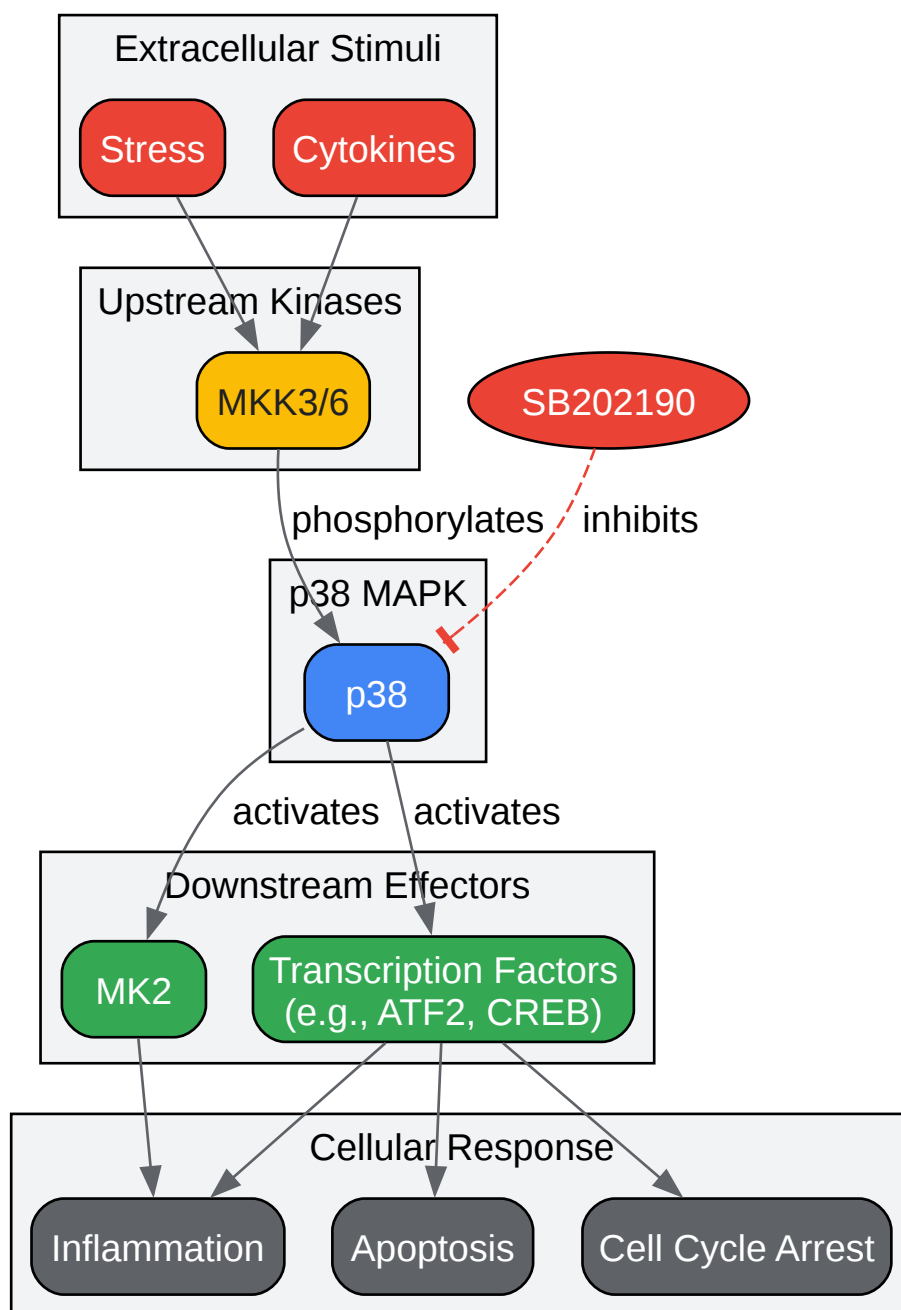 Extracellular Stimuli
Stress
Cytokines
Upstream Kinases
MKK3/6
SB202190
phosphorylates
inhibits
p38 MAPK
p38
activates
activates
Downstream Effectors
MK2
Transcription Factors
(e.g., ATF2, CREB)
Cellular Response
Inflammation
Apoptosis
Cell Cycle Arrest